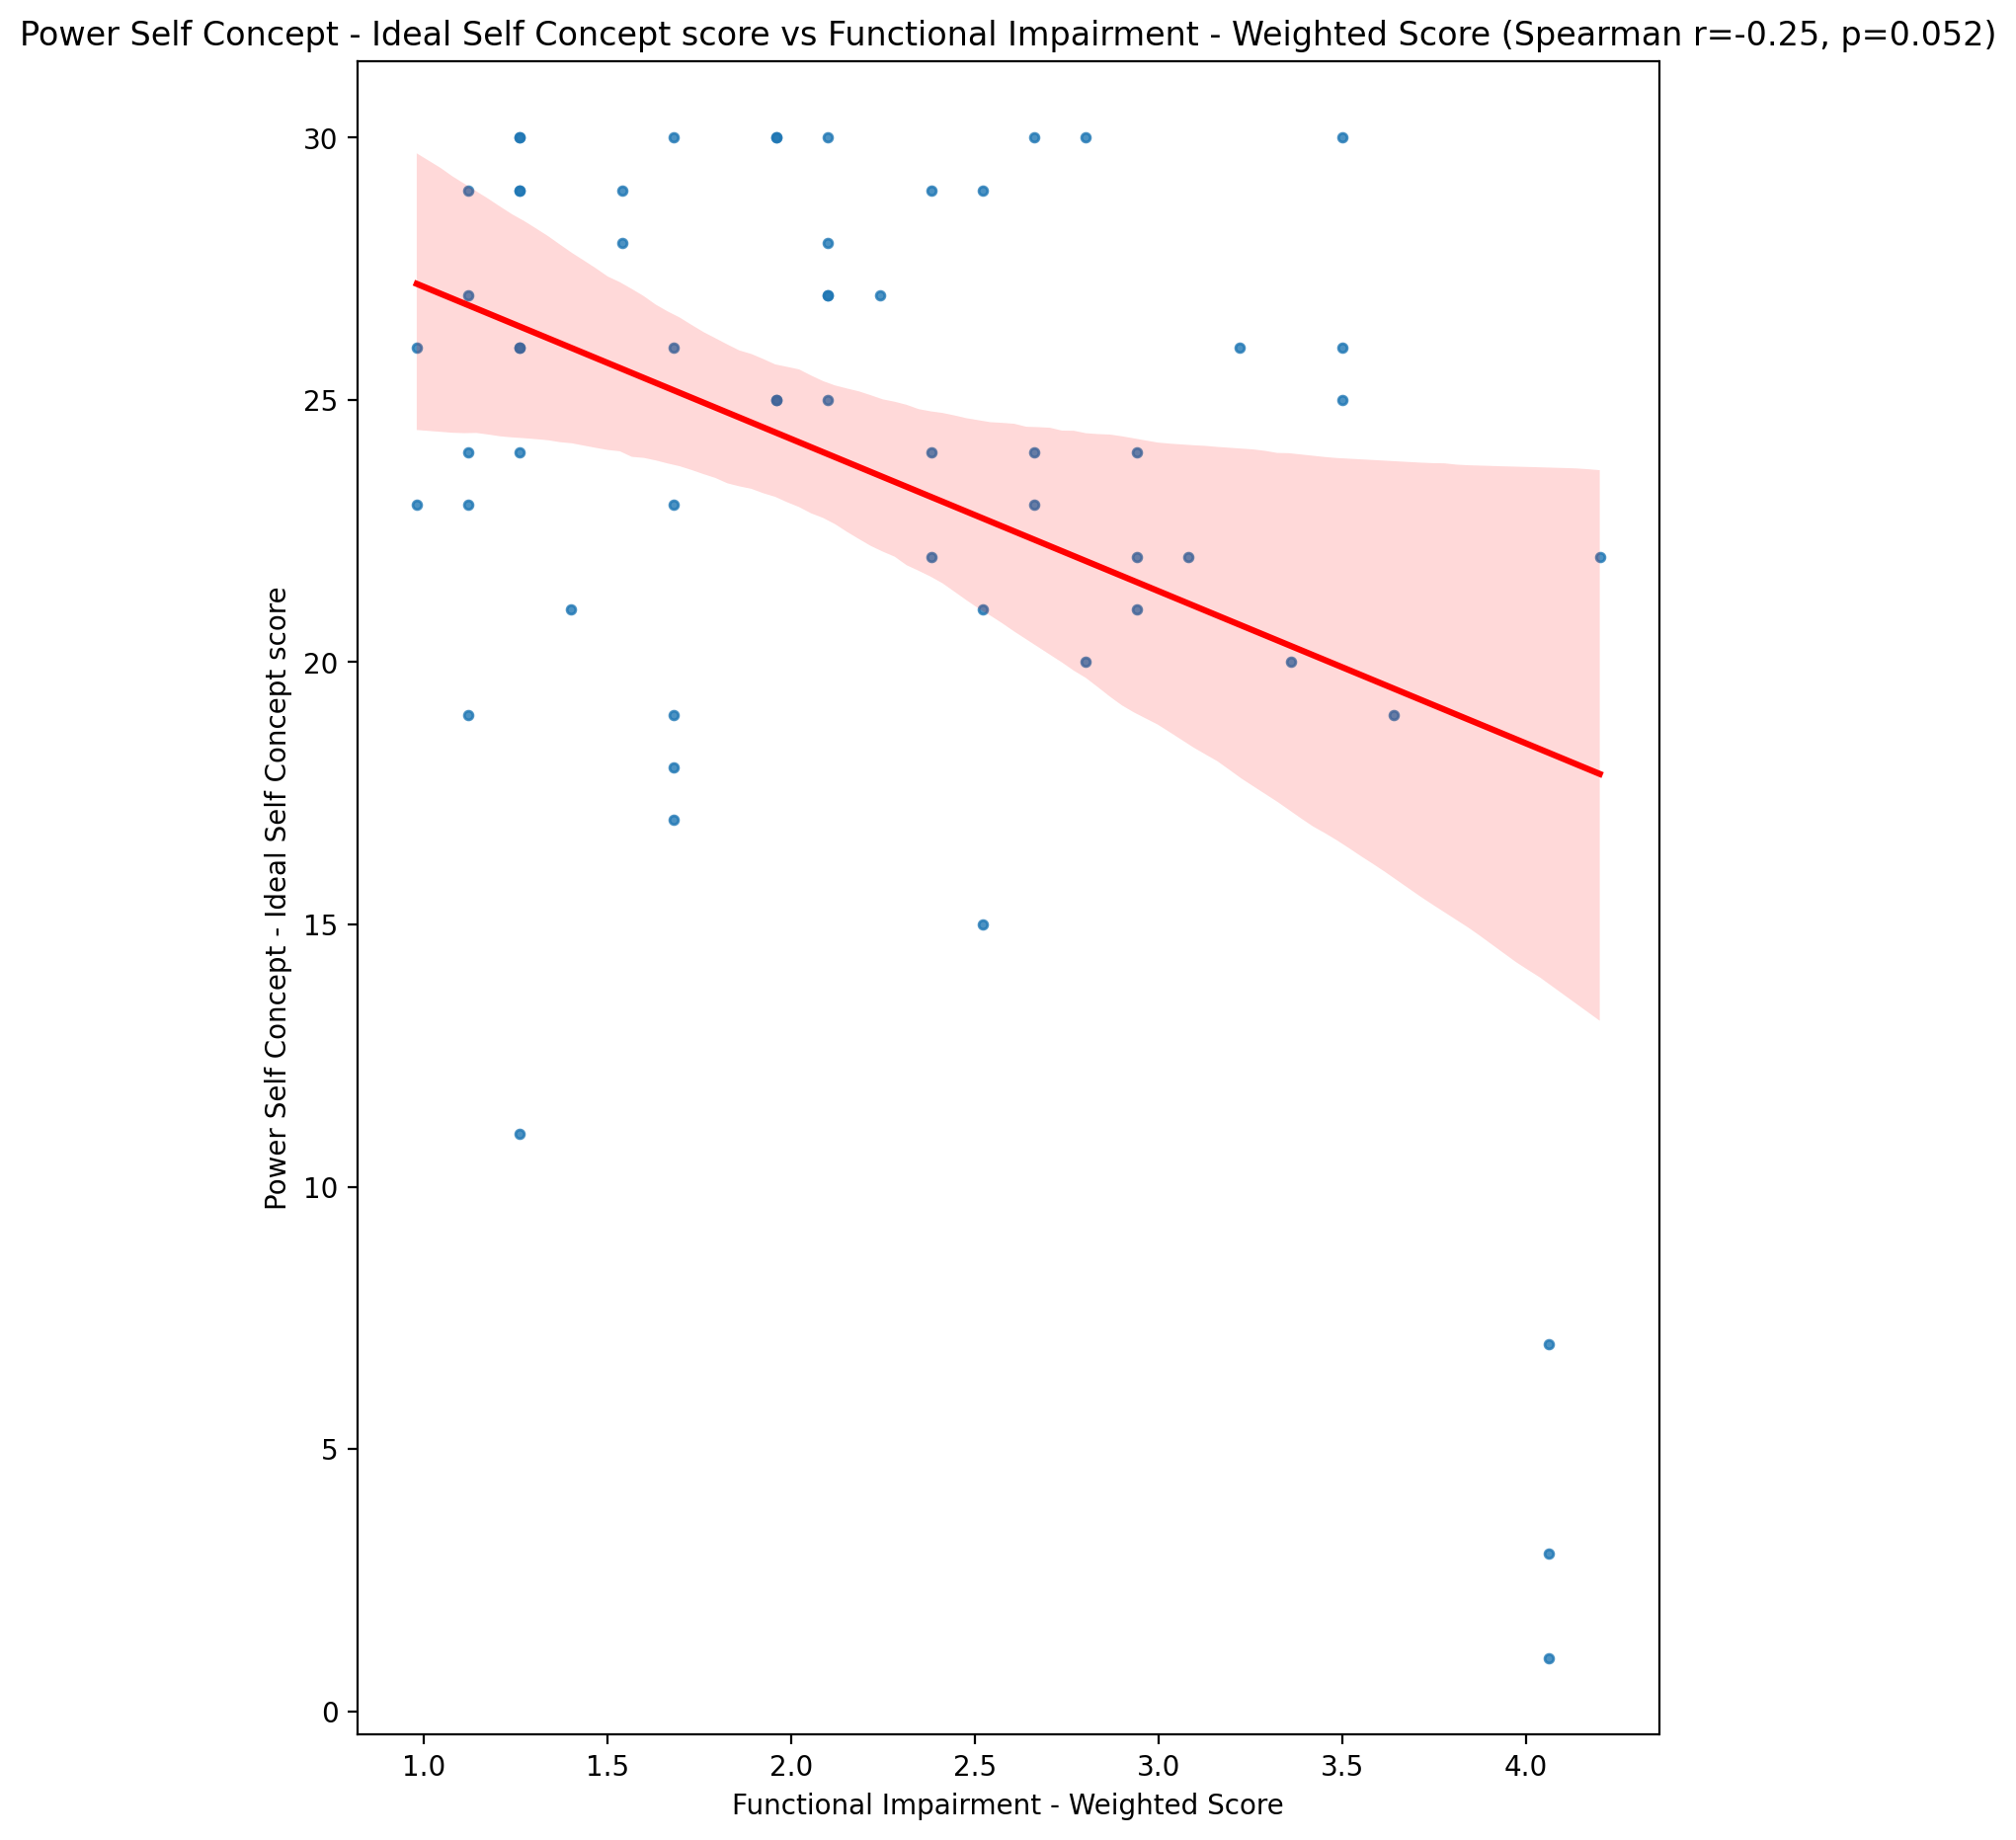 Power Self Concept - Ideal Self Concept score vs Functional Impairment - Weighted Score (Spearman r=-0.25, p=0.052)
30
25
20
15
10
5
0
Power Self Concept - Ideal Self Concept score
1.0 1.5 2.0 2.5 3.0 3.5 4.0
Functional Impairment - Weighted Score